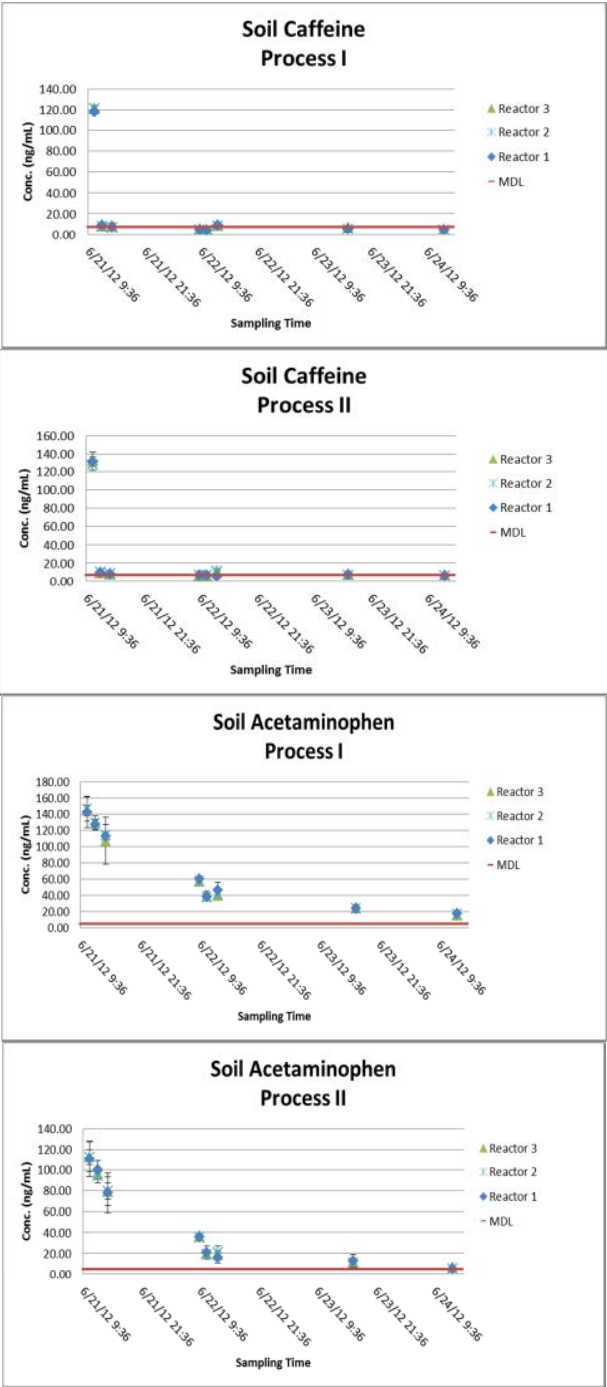 Soil Caffeine
Process I
Conc. (ng/mL)
140.00
120.00
100.00
80.00
60.00
40.00
20.00
0.00
Reactor 3
Reactor 2
Reactor 1
MDL
6/21/12 9:36
6/21/12 21:36
6/22/12 9:36
6/22/12 21:36
6/23/12 9:36
6/23/12 21:36
6/24/12 9:36
Sampling Time
Soil Caffeine
Process II
Conc. (ng/mL)
160.00
140.00
120.00
100.00
80.00
60.00
40.00
20.00
0.00
Reactor 3
Reactor 2
Reactor 1
MDL
6/21/12 9:36
6/21/12 21:36
6/22/12 9:36
6/22/12 21:36
6/23/12 9:36
6/23/12 21:36
6/24/12 9:36
Sampling Time
Soil Acetaminophen
Process I
Conc. (ng/mL)
180.00
160.00
140.00
120.00
100.00
80.00
60.00
40.00
20.00
0.00
Reactor 3
Reactor 2
Reactor 1
MDL
6/21/12 9:36
6/21/12 21:36
6/22/12 9:36
6/22/12 21:36
6/23/12 9:36
6/23/12 21:36
6/24/12 9:36
Sampling Time
Soil Acetaminophen
Process II
Conc. (ng/mL)
140.00
120.00
100.00
80.00
60.00
40.00
20.00
0.00
Reactor 3
Reactor 2
Reactor 1
MDL
6/21/12 9:36
6/21/12 21:36
6/22/12 9:36
6/22/12 21:36
6/23/12 9:36
6/23/12 21:36
6/24/12 9:36
Sampling Time